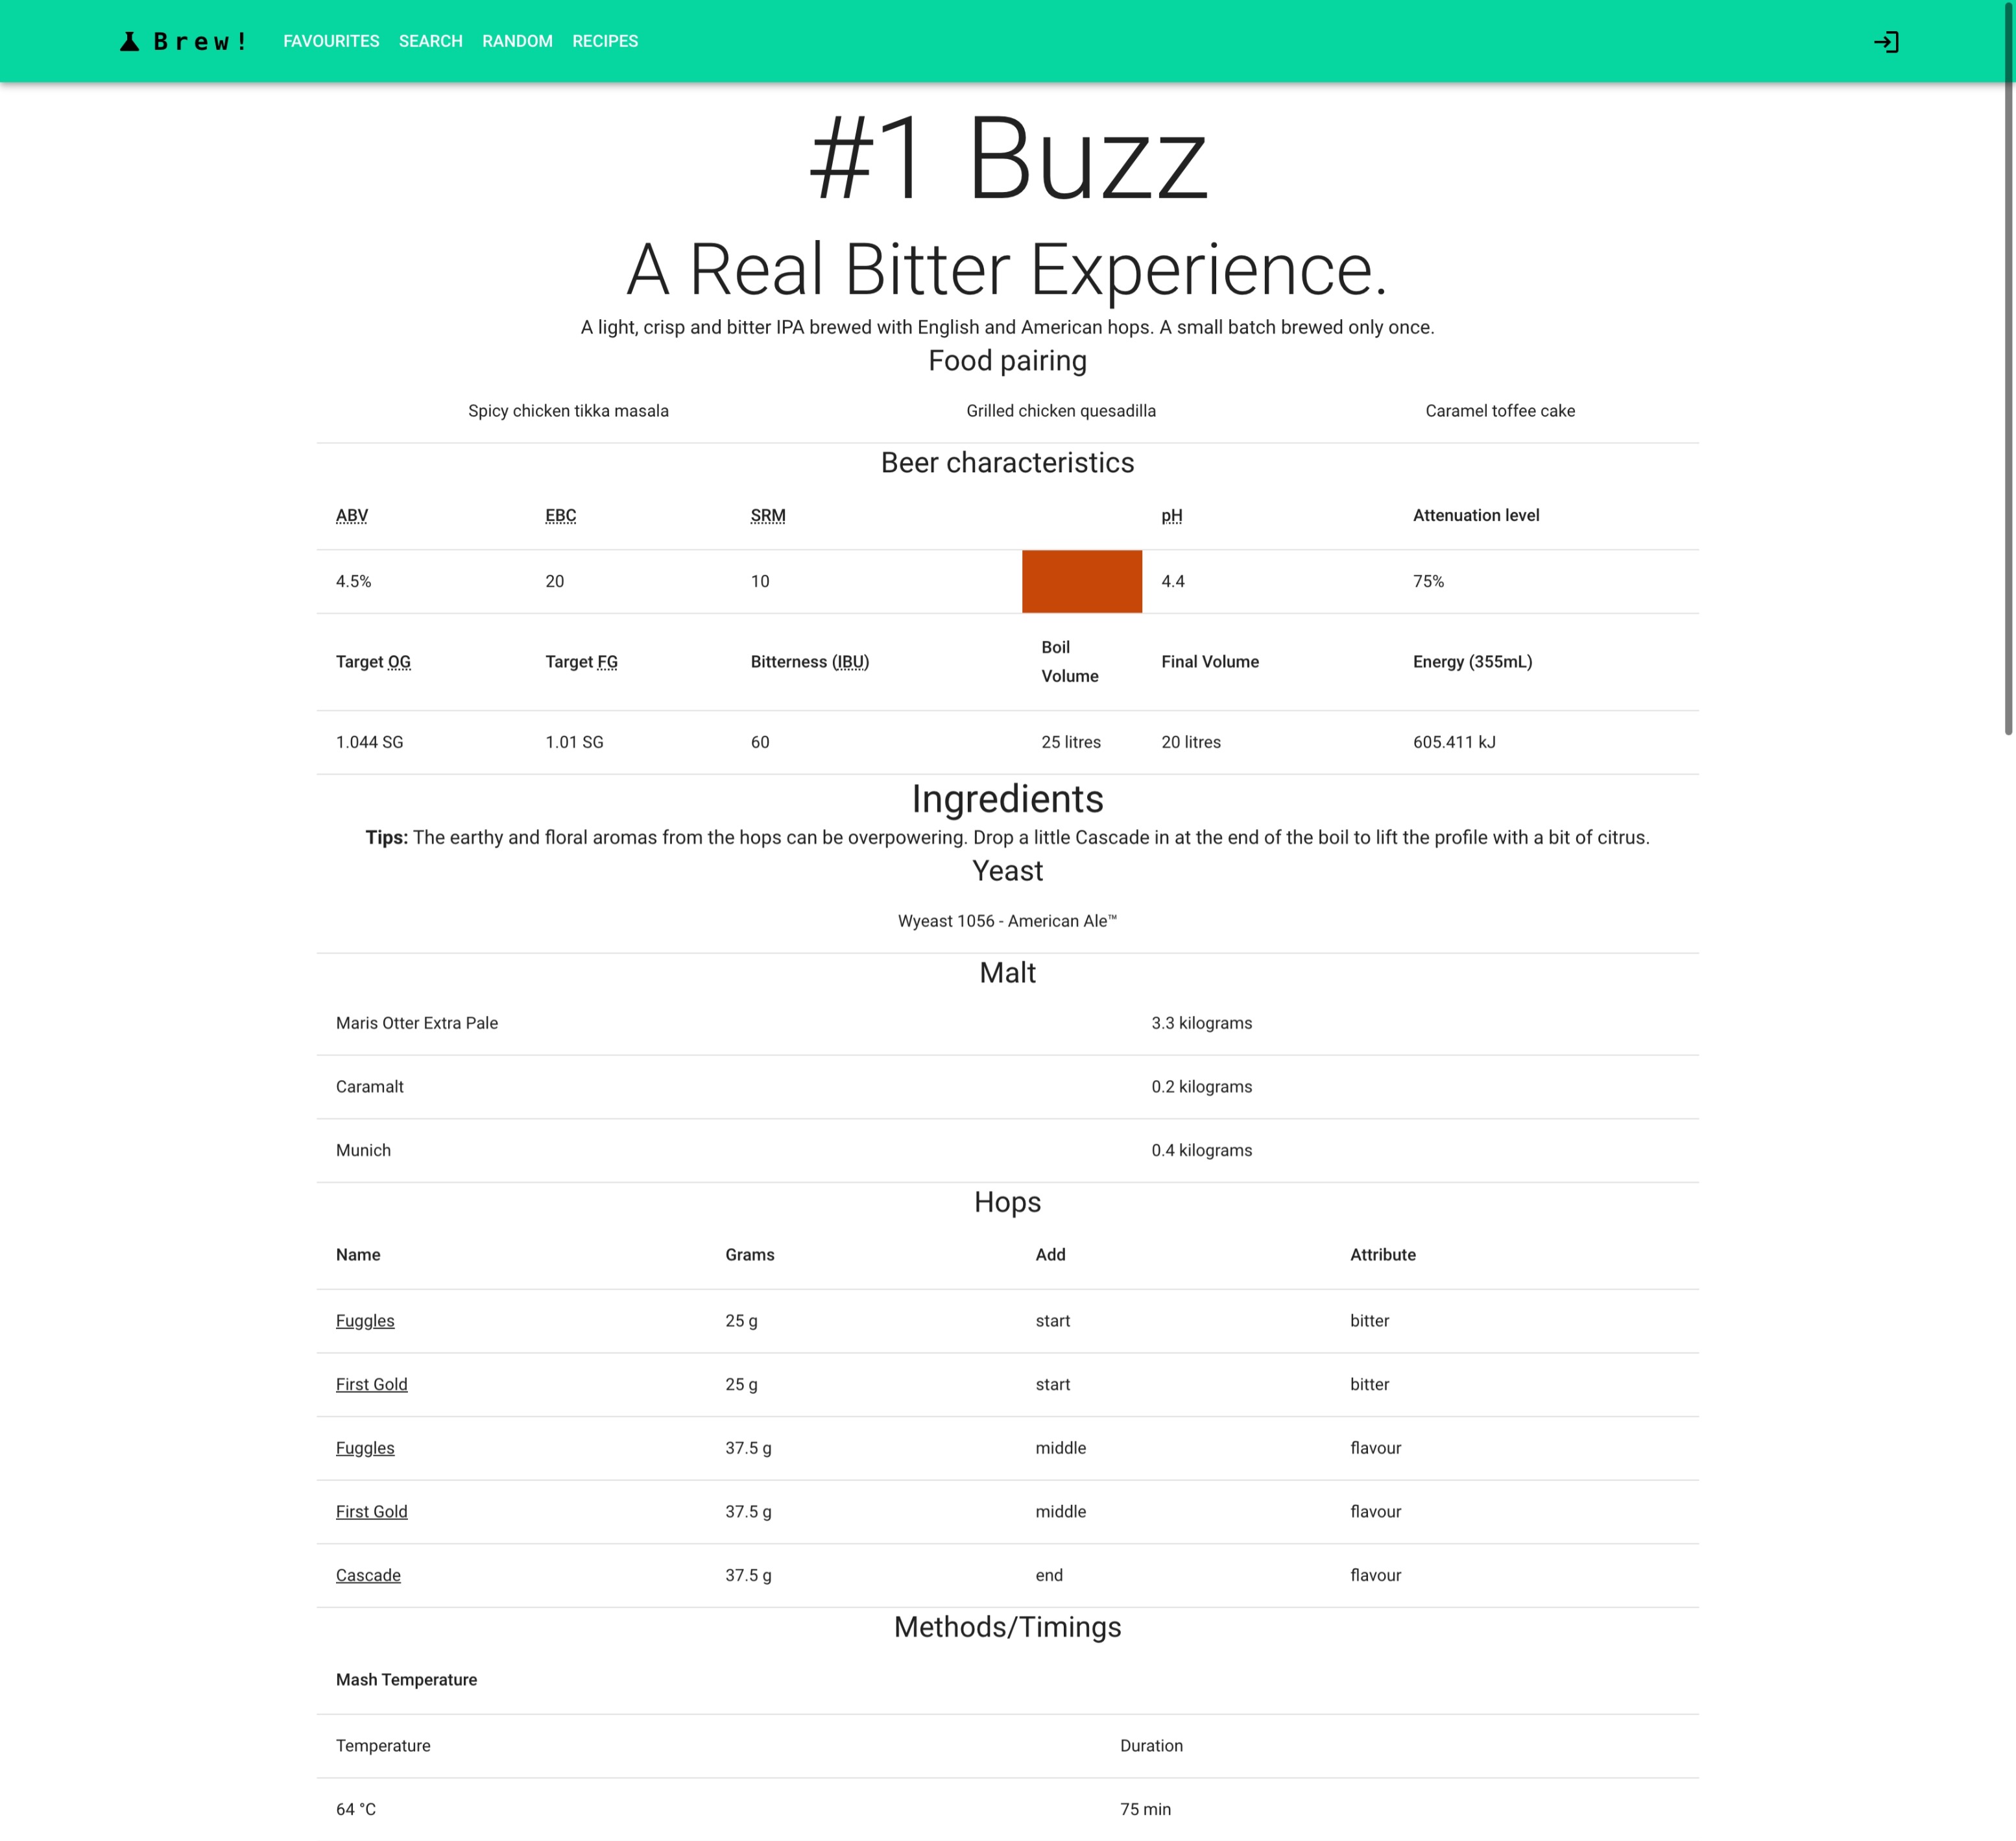 Brew! FAVOURITES SEARCH RANDOM RECIPES
#1 Buzz
A Real Bitter Experience.
A light, crisp and bitter IPA brewed with English and American hops. A small batch brewed only once.
Food pairing
Spicy chicken tikka masala Grilled chicken quesadilla Caramel toffee cake
Beer characteristics
ABV EBC SRM pH Attenuation level
4.5% 20 10 4.4 75%
Target OG Target FG Bitterness (IBU) Boil Volume Final Volume Energy (355mL)
1.044 SG 1.01 SG 60 25 litres 20 litres 605.411 kJ
Ingredients
Tips: The earthy and floral aromas from the hops can be overpowering. Drop a little Cascade in at the end of the boil to lift the profile with a bit of citrus.
Yeast
Wyeast 1056 - American Ale™
Malt
Maris Otter Extra Pale 3.3 kilograms
Caramalt 0.2 kilograms
Munich 0.4 kilograms
Hops
Name Grams Add Attribute
Fuggles 25 g start bitter
First Gold 25 g start bitter
Fuggles 37.5 g middle flavour
First Gold 37.5 g middle flavour
Cascade 37.5 g end flavour
Methods/Timings
Mash Temperature
Temperature Duration
64 °C 75 min